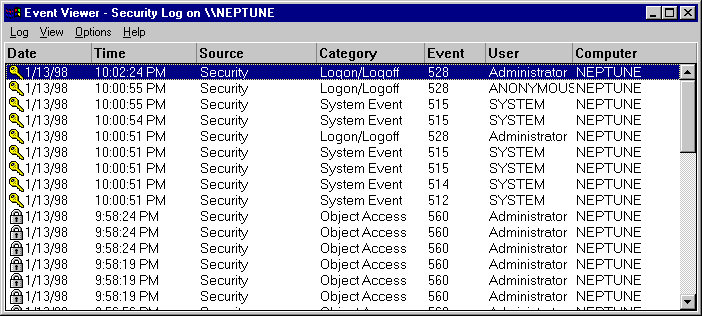 Event Viewer - Security Log on \\NEPTUNE
Log View Options Help
Date Time Source Category Event User Computer
1/13/98 10:02:24 PM Security Logon/Logoff 528 Administrator NEPTUNE
1/13/98 10:00:55 PM Security Logon/Logoff 528 ANONYMOUS NEPTUNE
1/13/98 10:00:55 PM Security System Event 515 SYSTEM NEPTUNE
1/13/98 10:00:54 PM Security System Event 515 SYSTEM NEPTUNE
1/13/98 10:00:51 PM Security Logon/Logoff 528 Administrator NEPTUNE
1/13/98 10:00:51 PM Security System Event 515 SYSTEM NEPTUNE
1/13/98 10:00:51 PM Security System Event 515 SYSTEM NEPTUNE
1/13/98 10:00:51 PM Security System Event 514 SYSTEM NEPTUNE
1/13/98 10:00:51 PM Security System Event 512 SYSTEM NEPTUNE
1/13/98 9:58:24 PM Security Object Access 560 Administrator NEPTUNE
1/13/98 9:58:24 PM Security Object Access 560 Administrator NEPTUNE
1/13/98 9:58:24 PM Security Object Access 560 Administrator NEPTUNE
1/13/98 9:58:19 PM Security Object Access 560 Administrator NEPTUNE
1/13/98 9:58:19 PM Security Object Access 560 Administrator NEPTUNE
1/13/98 9:58:19 PM Security Object Access 560 Administrator NEPTUNE